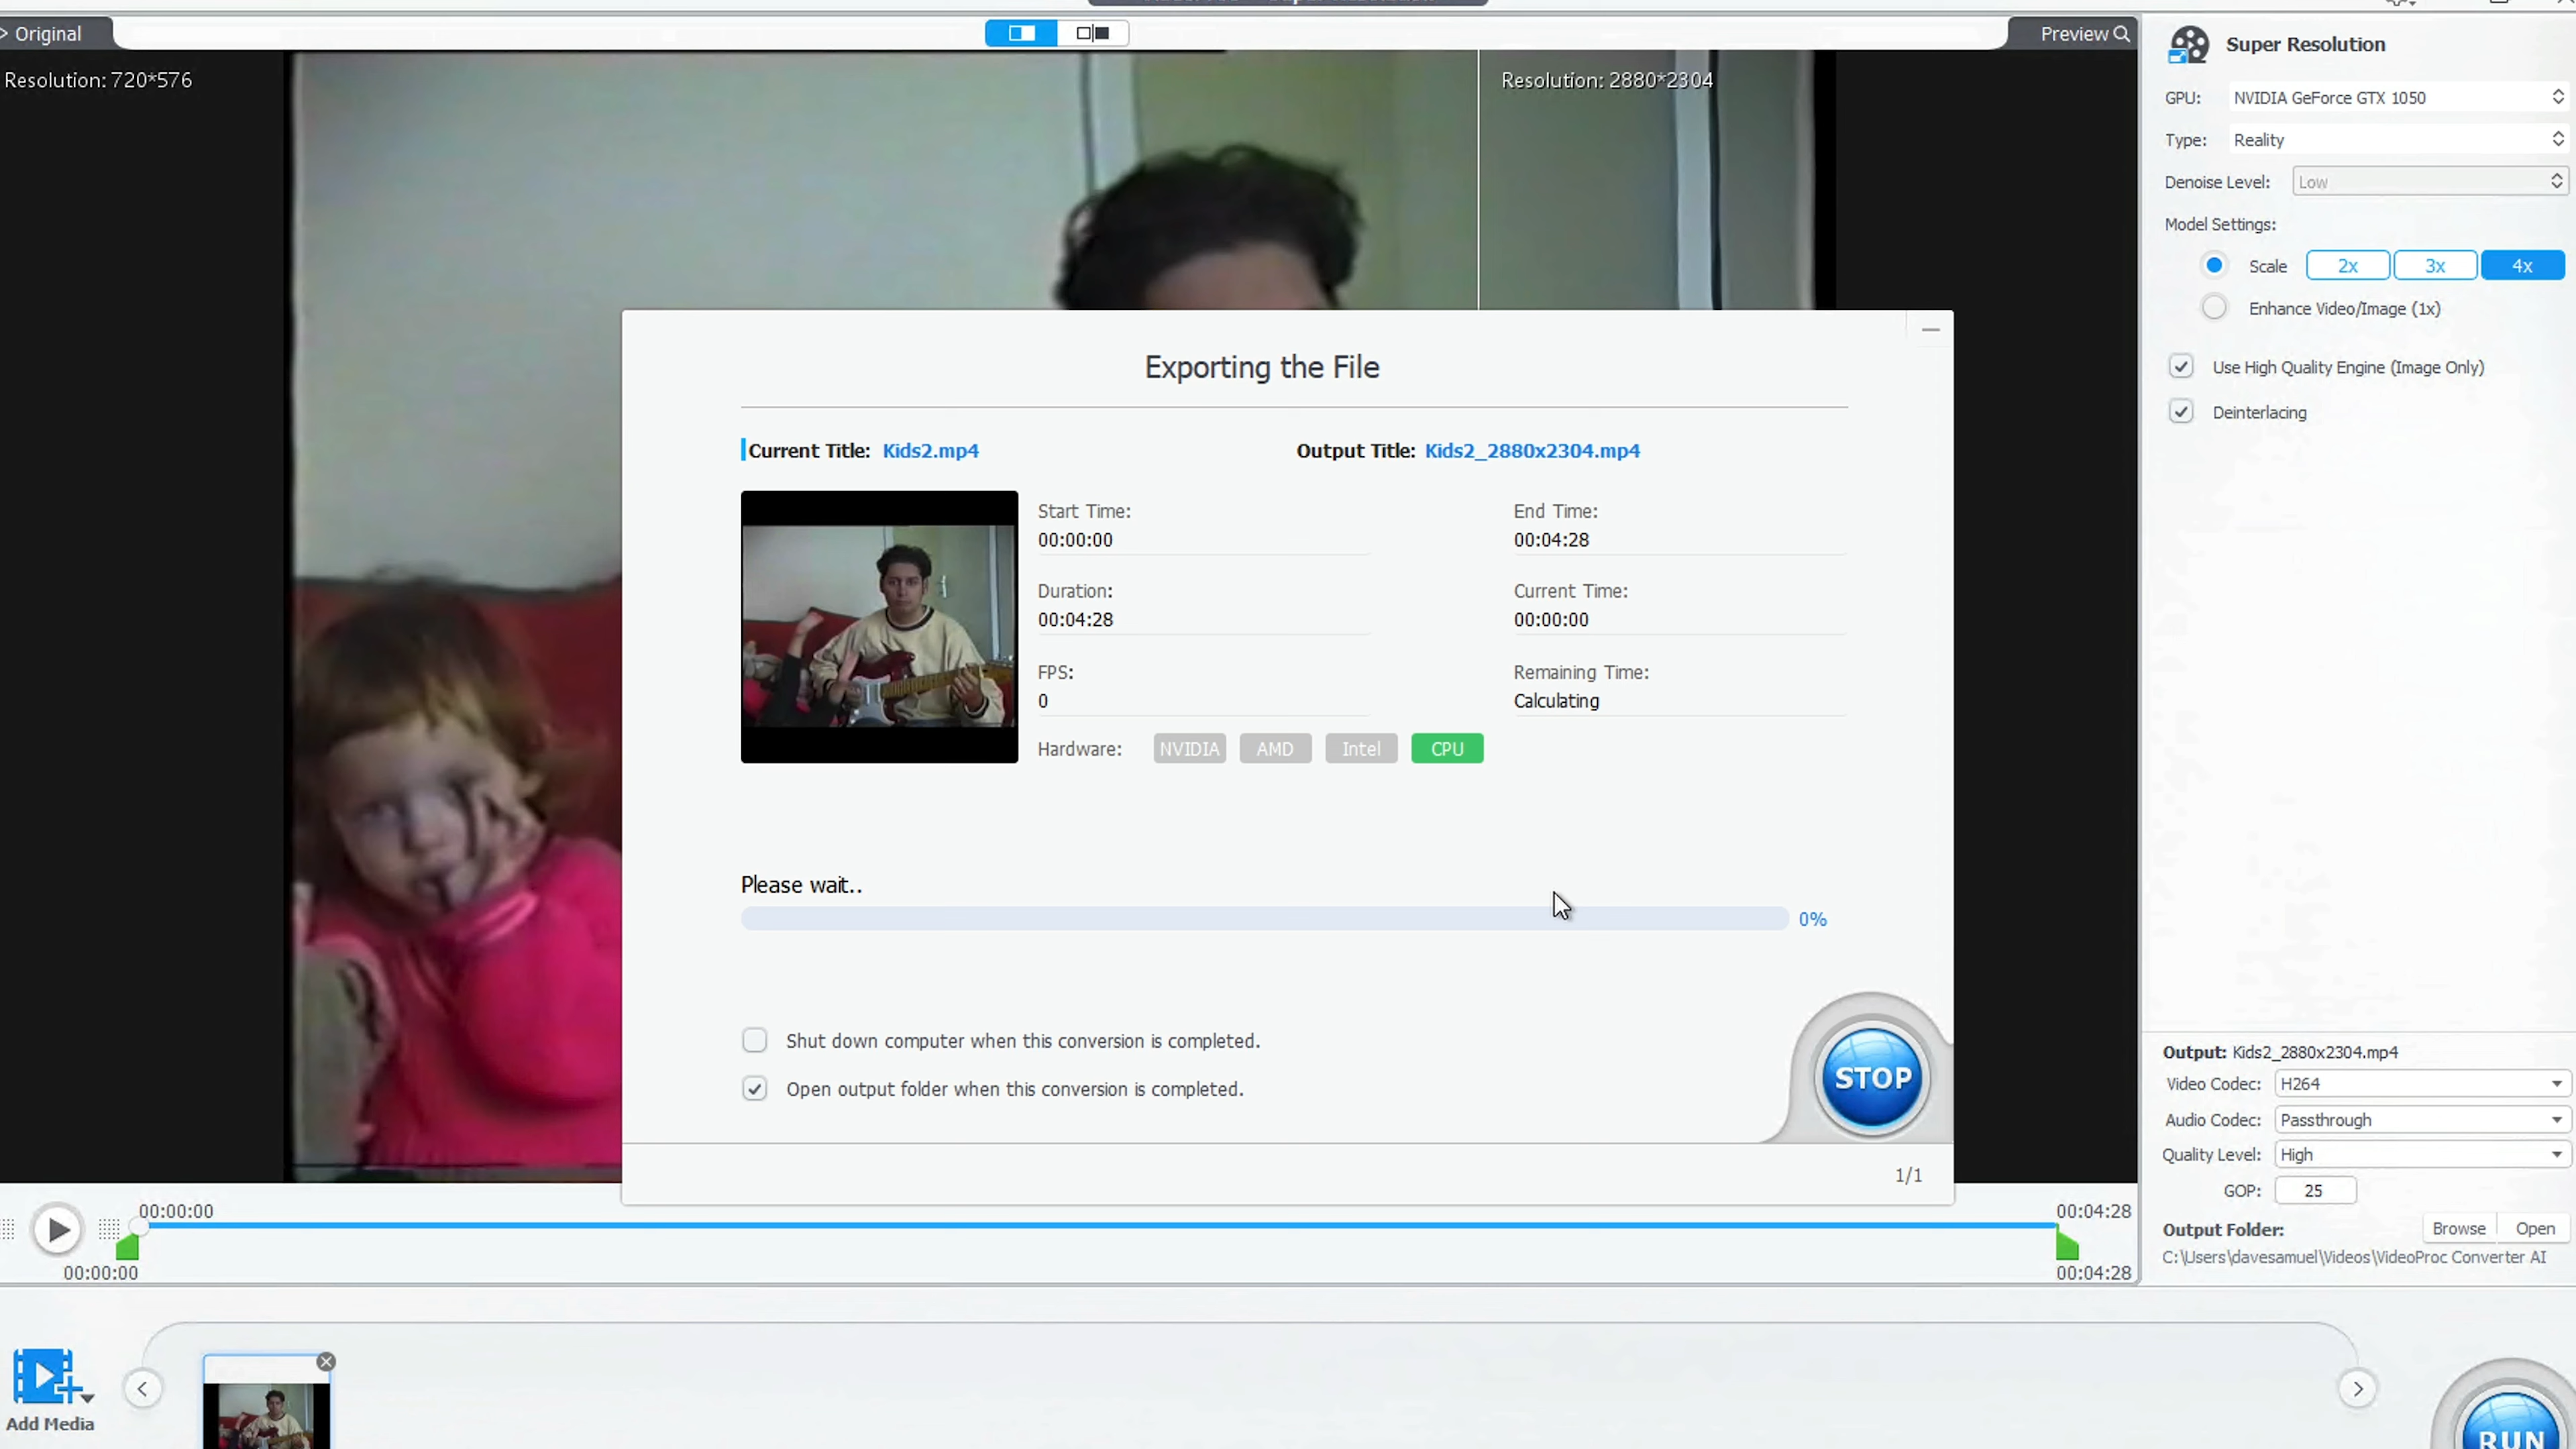 > Original
Preview
Resolution: 720*576
Resolution: 2880*2304
Super Resolution
GPU: NVIDIA GeForce GTX 1050
Type: Reality
Denoise Level: Low
Model Settings:
Scale 2x 3x 4x
Enhance Video/Image (1x)
Use High Quality Engine (Image Only)
Deinterlacing
Exporting the File
Current Title: Kids2.mp4
Output Title: Kids2_2880x2304.mp4
Start Time:
00:00:00
End Time:
00:04:28
Duration:
00:04:28
Current Time:
00:00:00
FPS:
0
Remaining Time:
Calculating
Hardware: NVIDIA AMD Intel CPU
Please wait..
0%
Shut down computer when this conversion is completed.
Open output folder when this conversion is completed.
STOP
1/1
Output: Kids2_2880x2304.mp4
Video Codec: H264
Audio Codec: Passthrough
Quality Level: High
GOP: 25
Output Folder: Browse Open
C:\Users\davesamuel\Videos\VideoProc Converter AI
00:00:00
00:04:28
00:00:00
00:04:28
Add Media
RUN